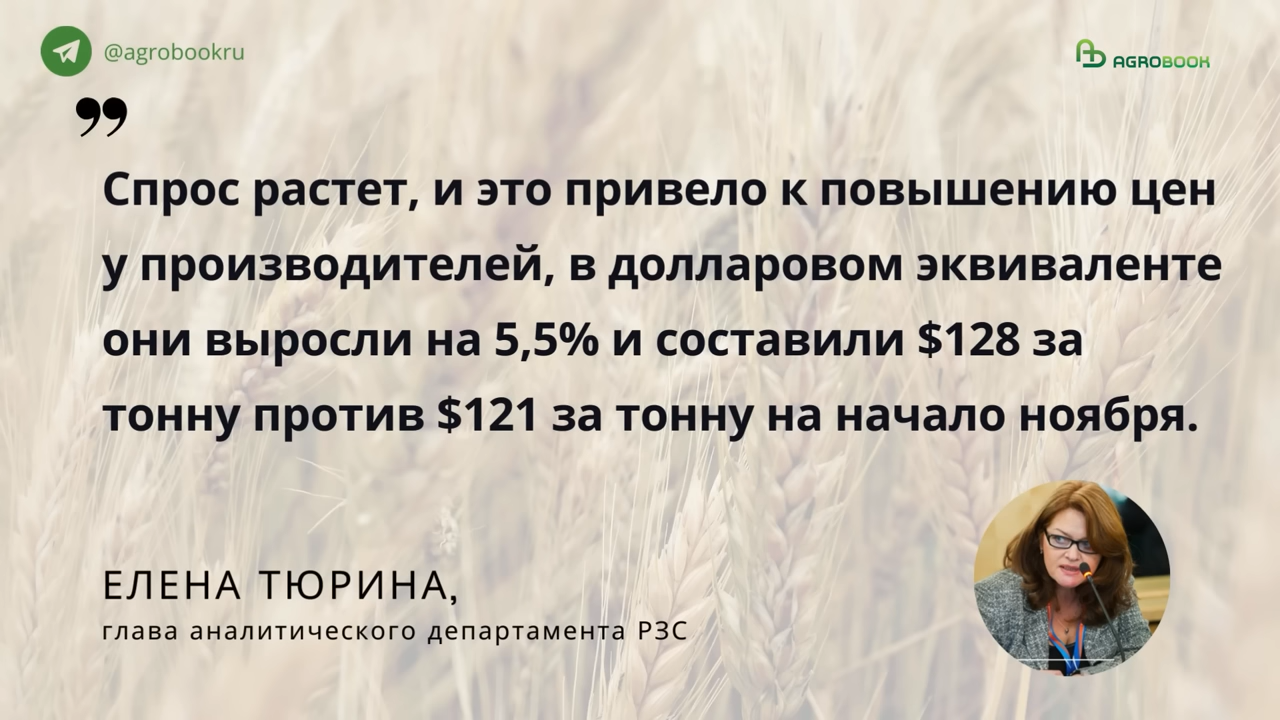 @agrobookru
AGROBOOK
”
Спрос растет, и это привело к повышению цен
у производителей, в долларовом эквиваленте
они выросли на 5,5% и составили $128 за
тонну против $121 за тонну на начало ноября.
ЕЛЕНА ТЮРИНА,
глава аналитического департамента РЗС